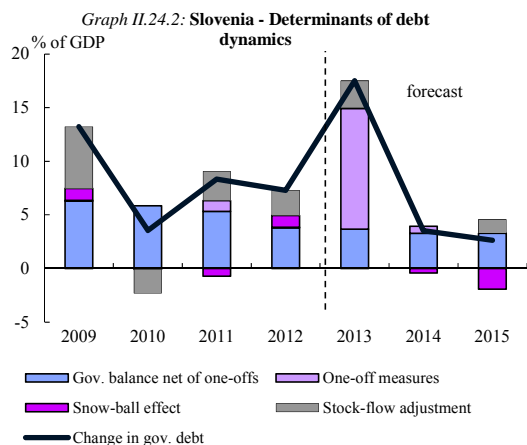 Graph II.24.2: Slovenia - Determinants of debt
dynamics
% of GDP
20
15
10
5
0
-5
forecast
2009 2010 2011 2012 2013 2014 2015
Gov. balance net of one-offs One-off measures
Snow-ball effect Stock-flow adjustment
Change in gov. debt